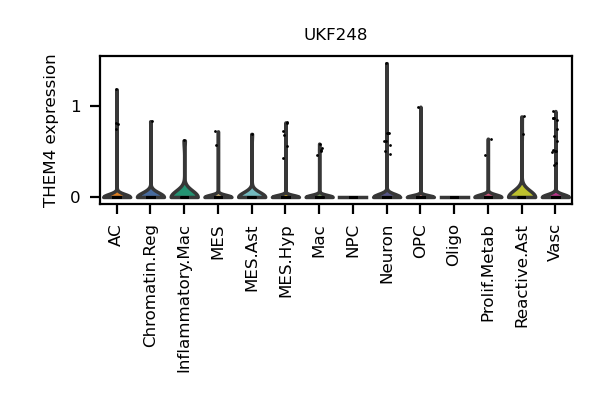 UKF248
THEM4 expression
1
0
AC
Chromatin.Reg
Inflammatory.Mac
MES
MES.Ast
MES.Hyp
Mac
NPC
Neuron
OPC
Oligo
Prolif.Metab
Reactive.Ast
Vasc